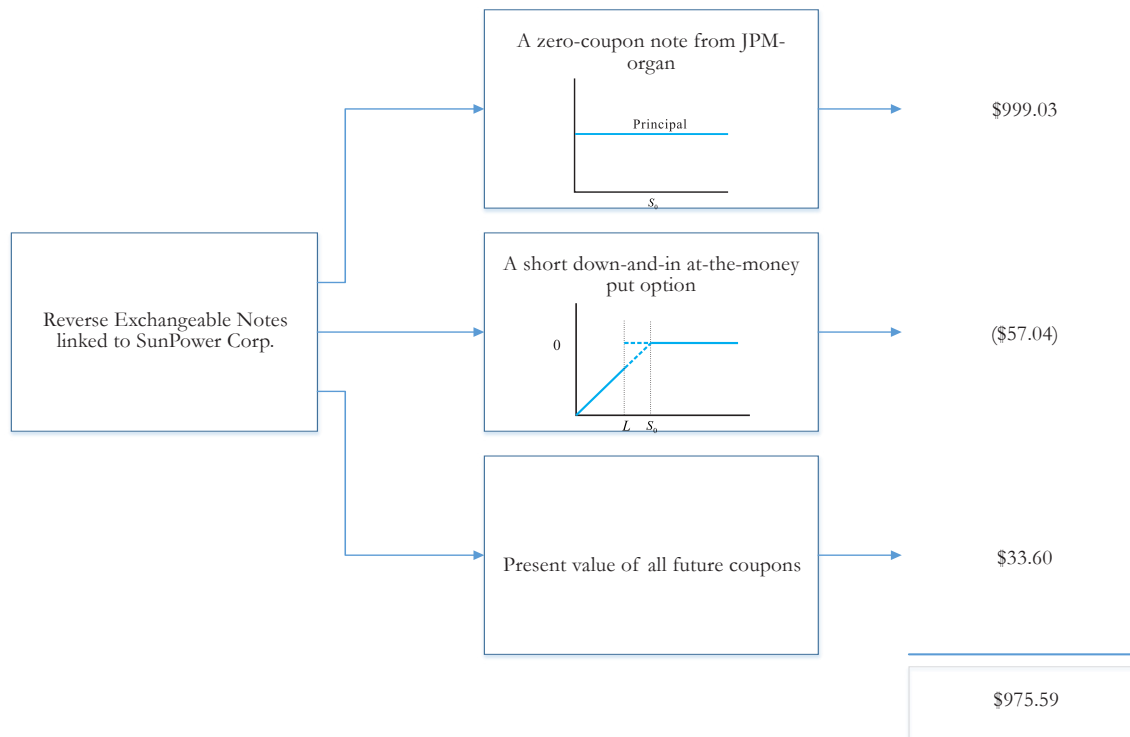 A zero-coupon note from JPM-
organ
Principal
S₀
$999.03
Reverse Exchangeable Notes
linked to SunPower Corp.
A short down-and-in at-the-money
put option
0
L S₀
($57.04)
Present value of all future coupons
$33.60
$975.59